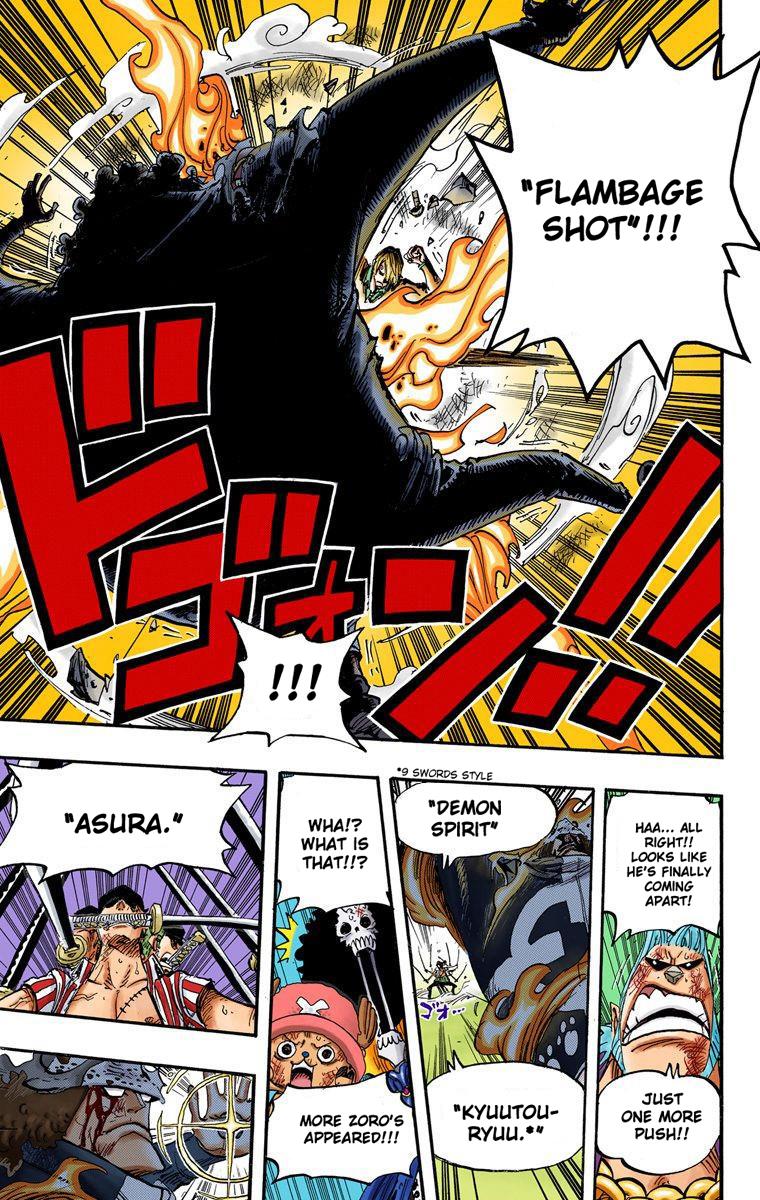 "FLAMBAGE
SHOT"!!!
ドゴォン!!
!!!
HAA... ALL
RIGHT!!
LOOKS LIKE
HE'S FINALLY
COMING
APART!
JUST
ONE MORE
PUSH!!
*9 SWORDS STYLE
"DEMON
SPIRIT"
ゴォ...
"KYUUTOU-
RYUU.*"
WHA!?
WHAT IS
THAT!!?
MORE ZORO'S
APPEARED!!!
"ASURA."